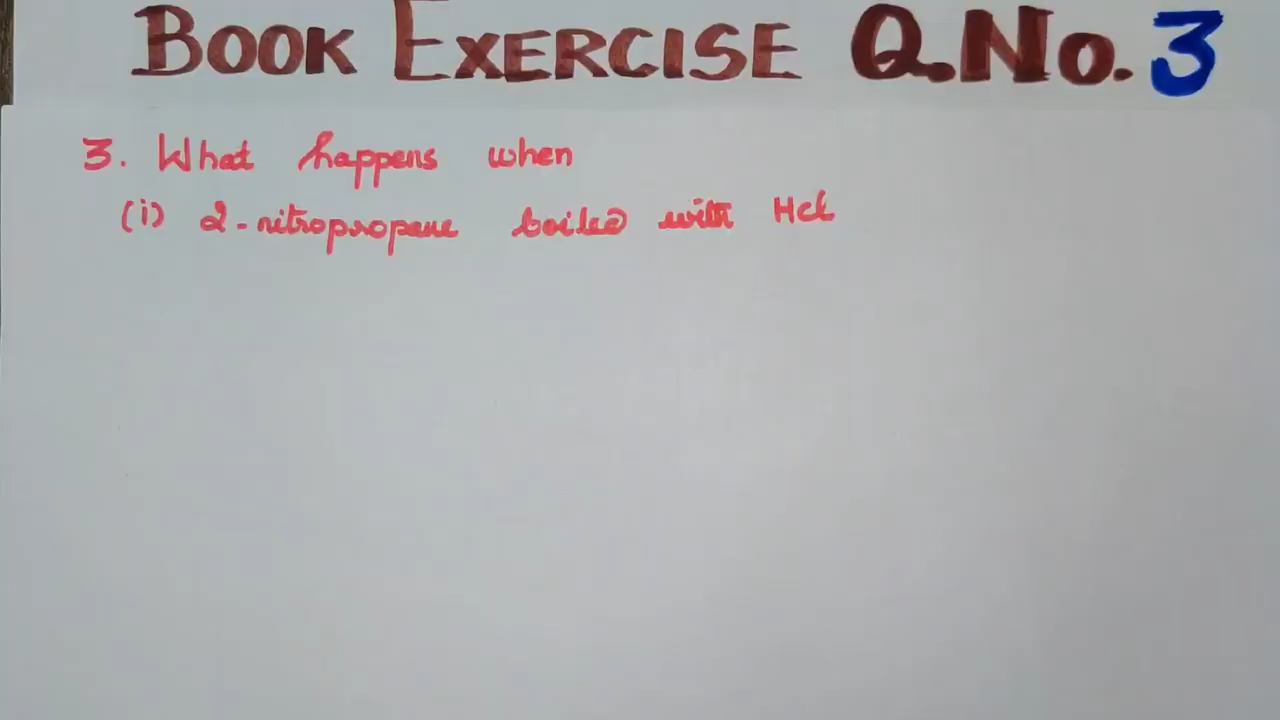 BOOK EXERCISE Q.No. 3
3. What happens when
(i) 2-nitropropane boiled with HCl